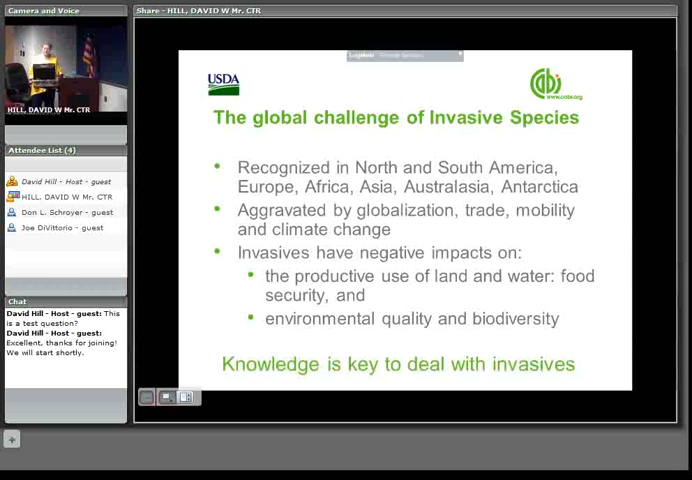 Camera and Voice
HILL, DAVID W Mr. CTR
Attendee List (4)
David Hill - Host - guest
HILL, DAVID W Mr. CTR
Don L. Schroyer - guest
Joe DiVittorio - guest
Chat
David Hill - Host - guest: This
is a test question?
David Hill - Host - guest:
Excellent, thanks for joining!
We will start shortly.
Share - HILL, DAVID W Mr. CTR
USDA
cabi
www.cabi.org
The global challenge of Invasive Species
• Recognized in North and South America,
Europe, Africa, Asia, Australasia, Antarctica
• Aggravated by globalization, trade, mobility
and climate change
• Invasives have negative impacts on:
• the productive use of land and water: food
security, and
• environmental quality and biodiversity
Knowledge is key to deal with invasives